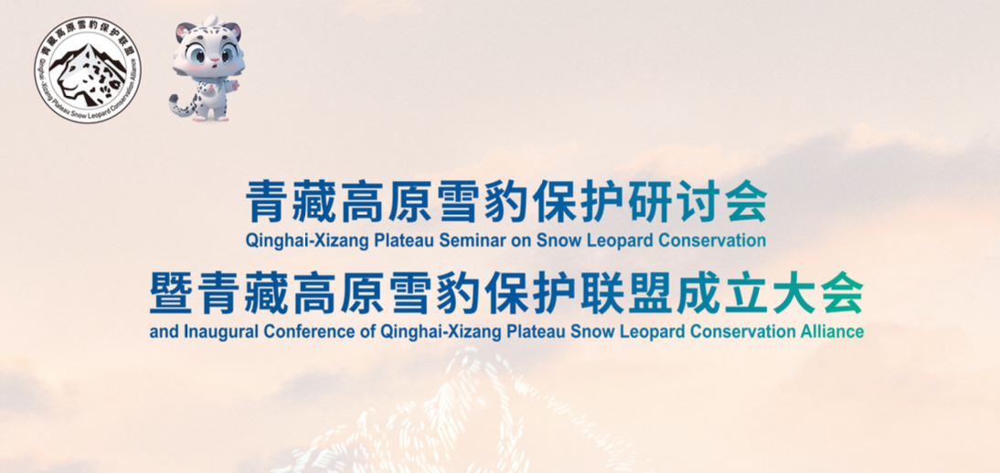 青藏高原雪豹保护联盟
Qinghai-Xizang Plateau Snow Leopard Conservation Alliance
青藏高原雪豹保护研讨会
Qinghai-Xizang Plateau Seminar on Snow Leopard Conservation
暨青藏高原雪豹保护联盟成立大会
and Inaugural Conference of Qinghai-Xizang Plateau Snow Leopard Conservation Alliance